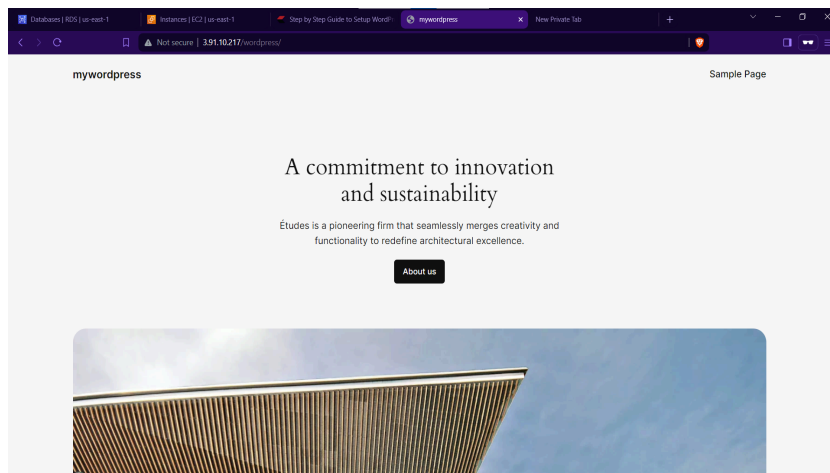 Databases | RDS | us-east-1
Instances | EC2 | us-east-1
Step by Step Guide to Setup WordPr
mywordpress
New Private Tab
Not secure | 3.91.10.217/wordpress/
mywordpress
Sample Page
A commitment to innovation
and sustainability
Études is a pioneering firm that seamlessly merges creativity and
functionality to redefine architectural excellence.
About us